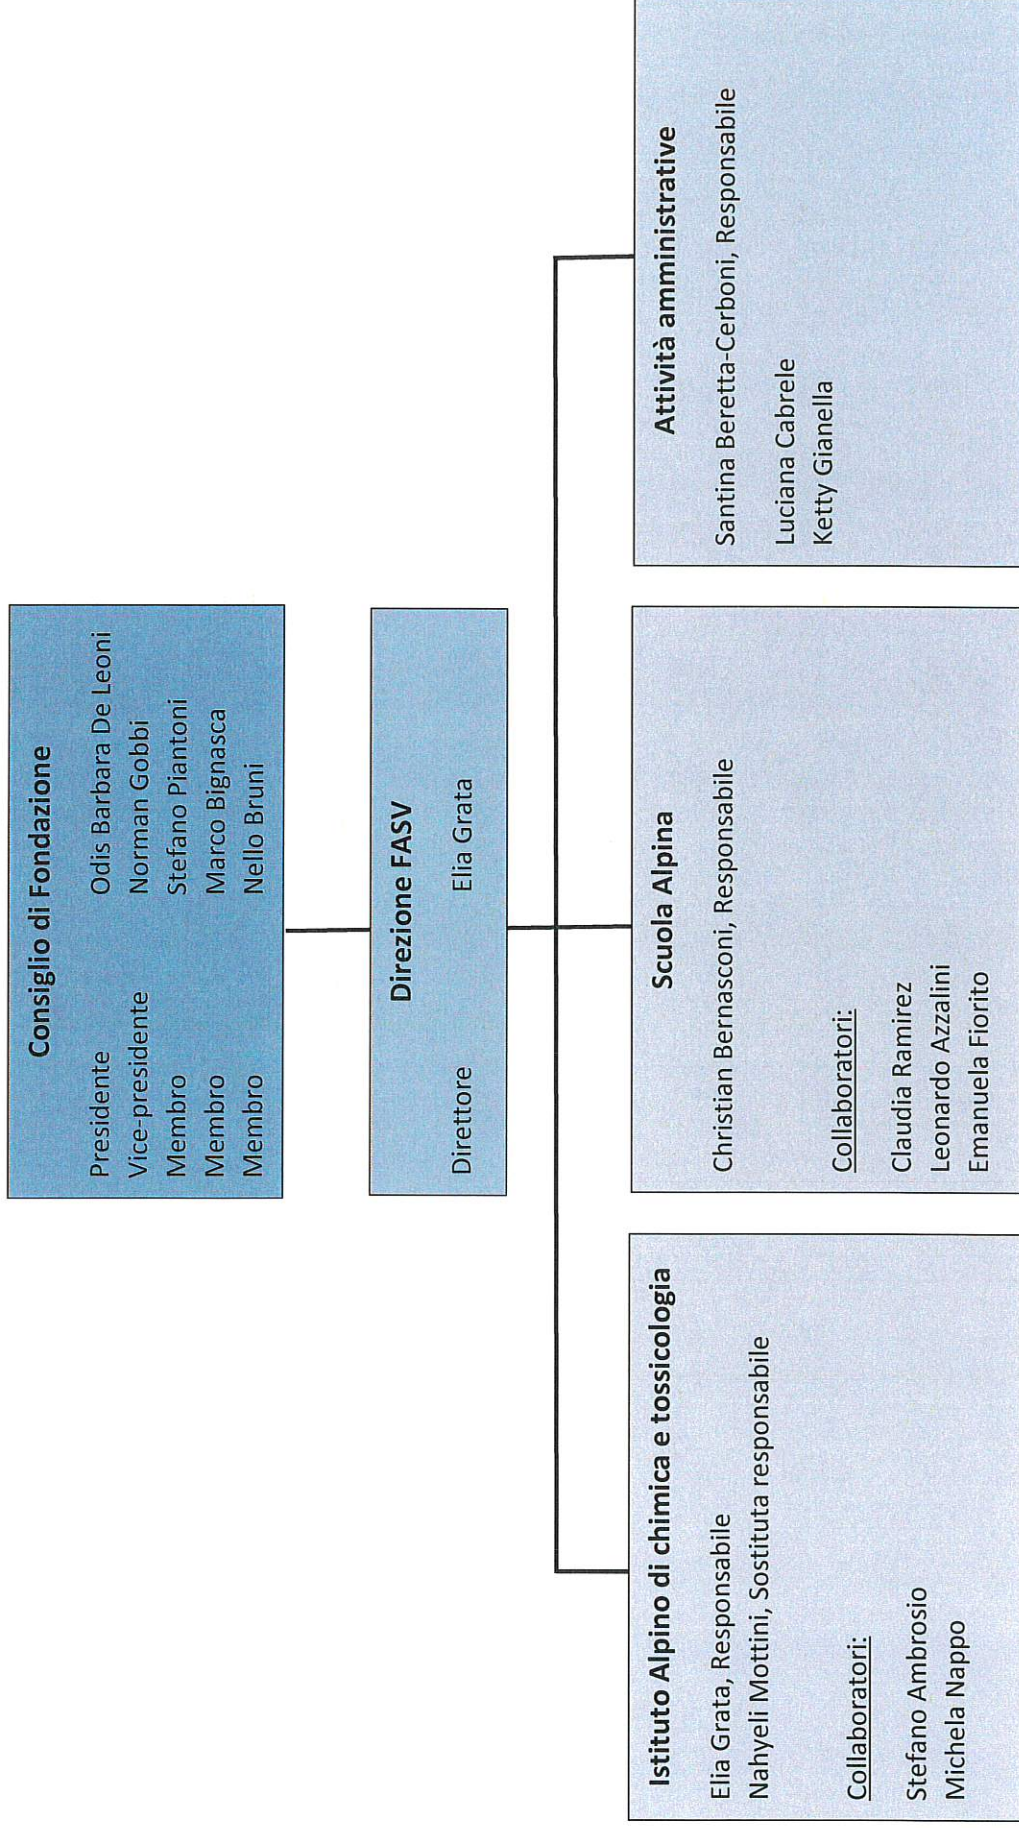 Consiglio di Fondazione
Presidente Odis Barbara De Leoni
Vice-presidente Norman Gobbi
Membro Stefano Piantoni
Membro Marco Bignasca
Membro Nello Bruni
Direzione FASV
Direttore Elia Grata
Istituto Alpino di chimica e tossicologia
Elia Grata, Responsabile
Nahyeli Mottini, Sostituta responsabile
Collaboratori:
Stefano Ambrosio
Michela Nappo
Scuola Alpina
Christian Bernasconi, Responsabile
Collaboratori:
Claudia Ramirez
Leonardo Azzalini
Emanuela Fiorito
Attività amministrative
Santina Beretta-Cerboni, Responsabile
Luciana Cabrele
Ketty Gianella